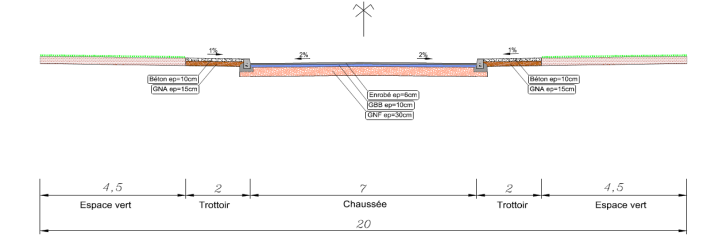 1%
2%
2%
1%
Béton ep=10cm
GNA ep=15cm
Enrobé ep=6cm
GBB ep=10cm
GNF ep=30cm
Béton ep=10cm
GNA ep=15cm
4,5
2
7
2
4,5
Espace vert
Trottoir
Chaussée
Trottoir
Espace vert
20